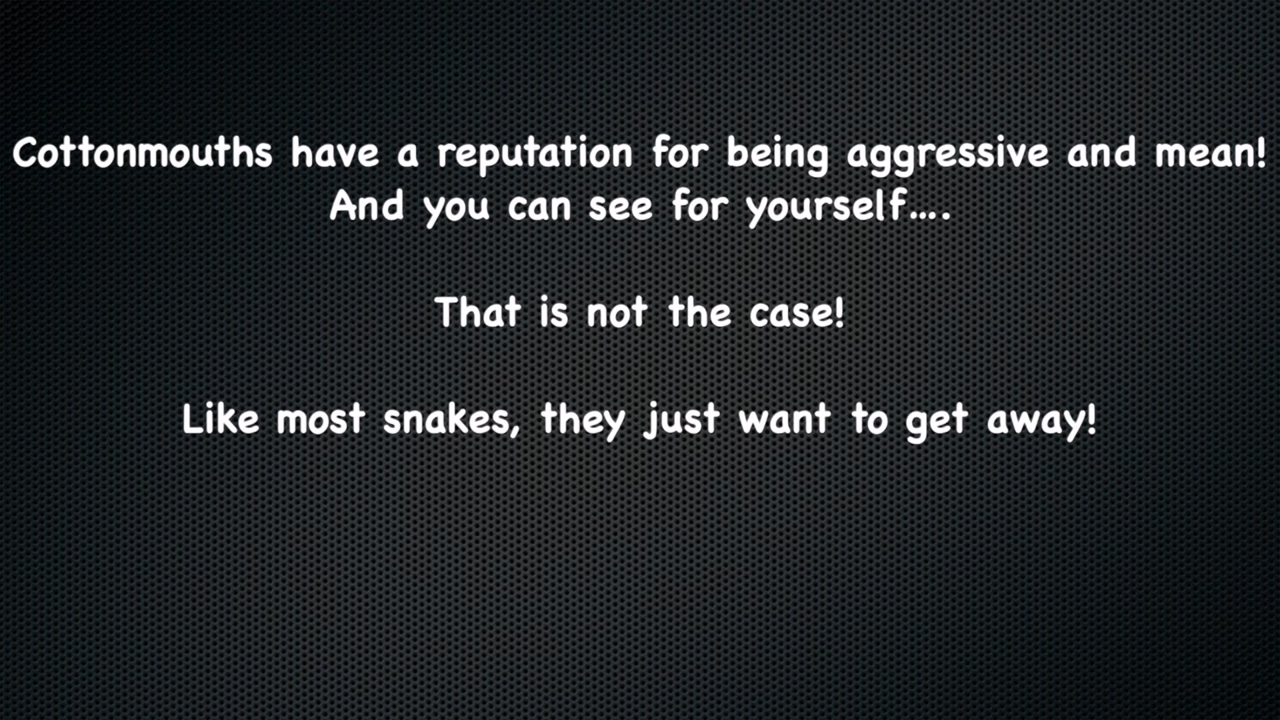 Cottonmouths have a reputation for being aggressive and mean!
And you can see for yourself....
That is not the case!
Like most snakes, they just want to get away!